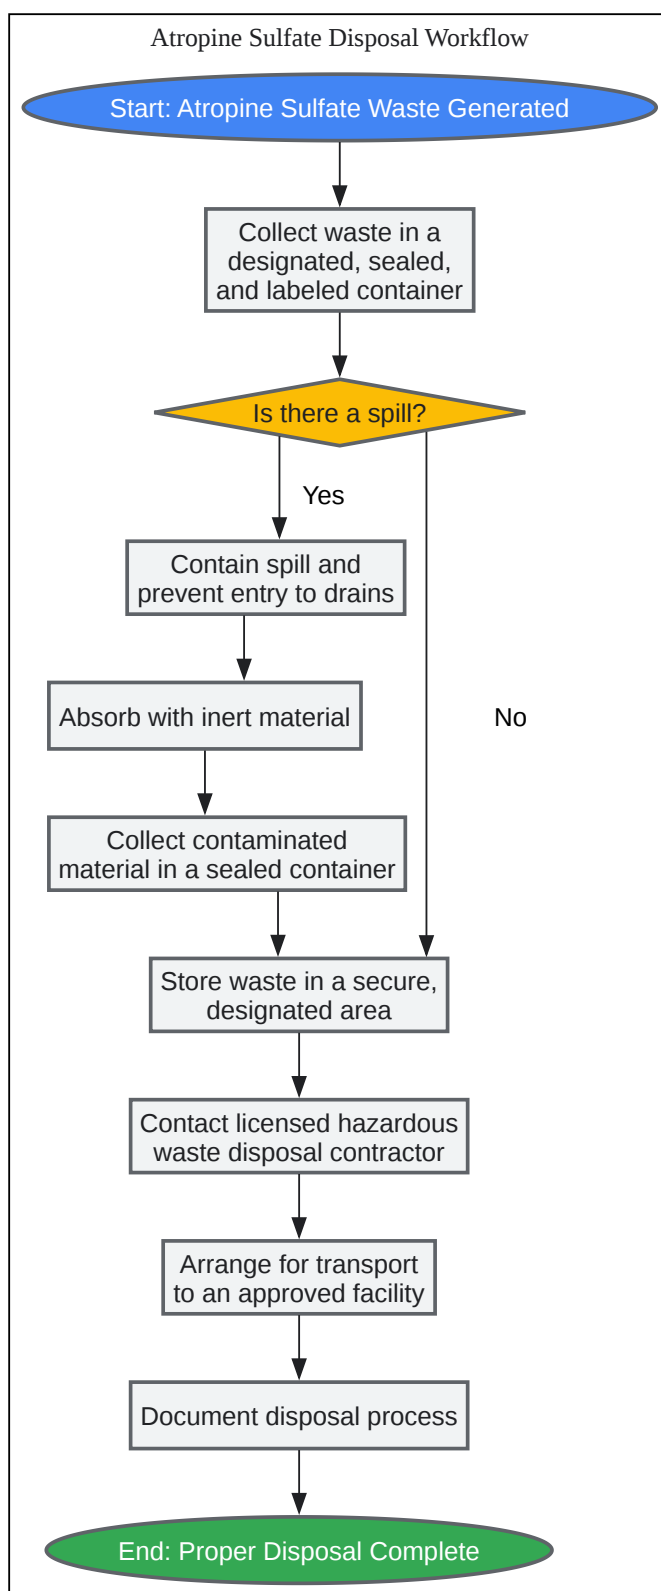 Atropine Sulfate Disposal Workflow
Start: Atropine Sulfate Waste Generated
Collect waste in a
designated, sealed,
and labeled container
Is there a spill?
Yes
Contain spill and
prevent entry to drains
Absorb with inert material
No
Collect contaminated
material in a sealed container
Store waste in a secure,
designated area
Contact licensed hazardous
waste disposal contractor
Arrange for transport
to an approved facility
Document disposal process
End: Proper Disposal Complete